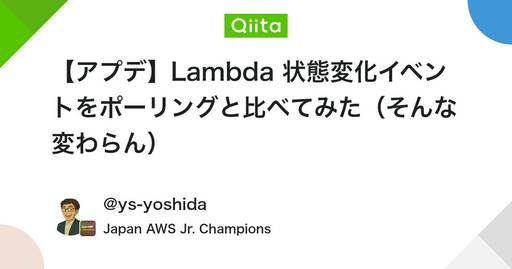 Qiita
【アプデ】Lambda 状態変化イベン
トをポーリングと比べてみた（そんな
変わらん）
@ys-yoshida
Japan AWS Jr. Champions